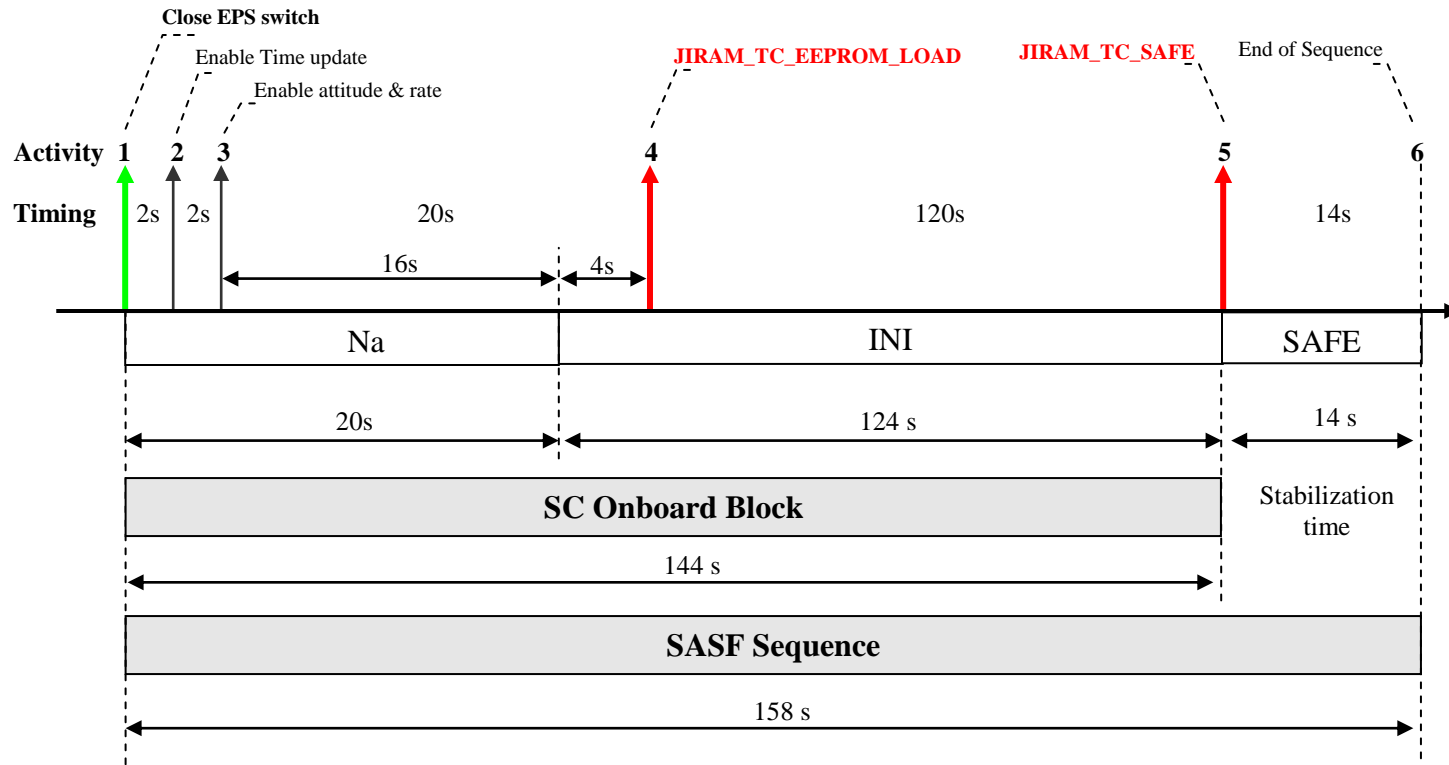 Close EPS switch
Enable Time update
Enable attitude & rate
JIRAM_TC_EEPROM_LOAD
JIRAM_TC_SAFE
End of Sequence
Activity 1 2 3 4 5 6
Timing 2s 2s 20s 120s 14s
16s 4s
Na INI SAFE
20s 124 s 14 s
SC Onboard Block
Stabilization
time
144 s
SASF Sequence
158 s